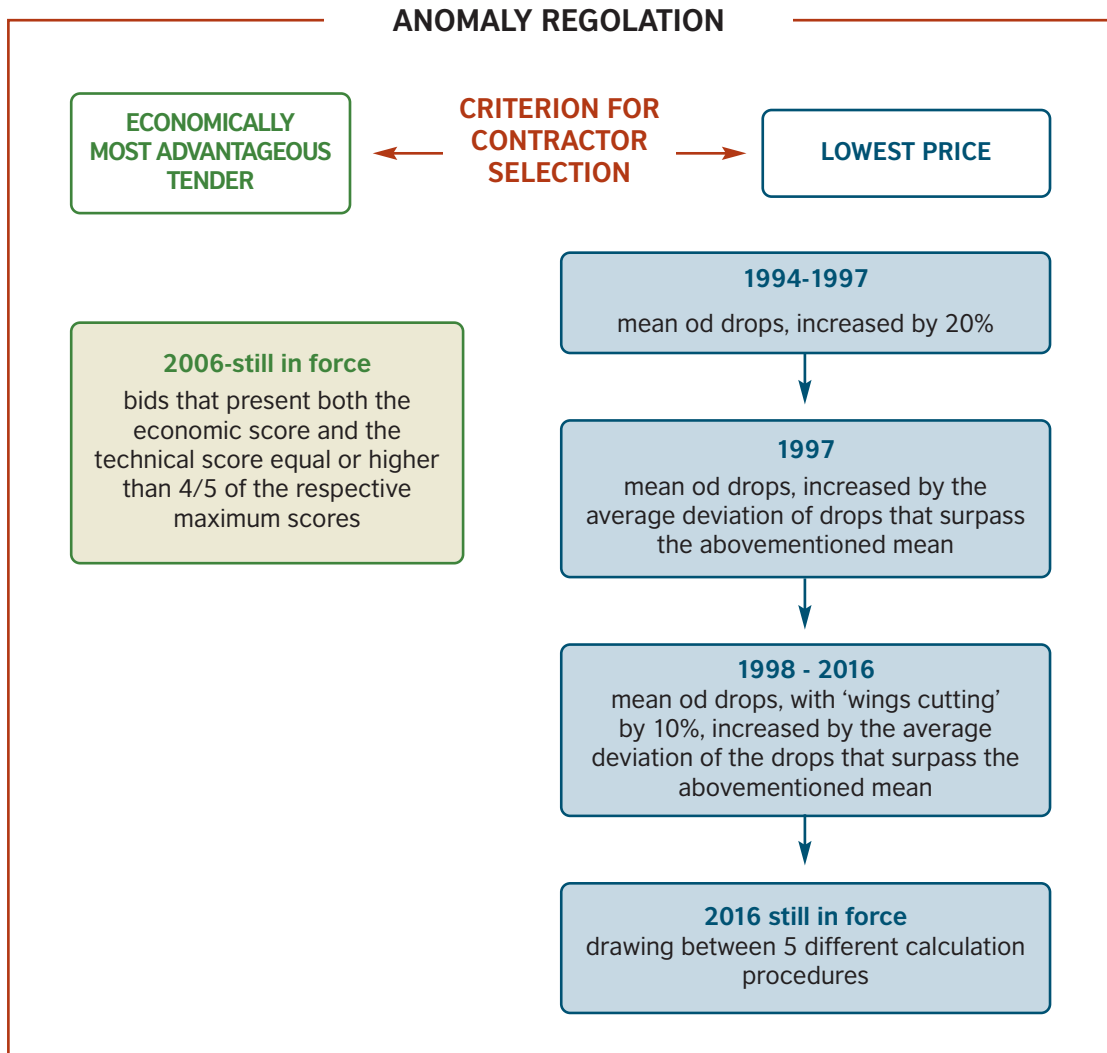 ANOMALY REGOLATION
ECONOMICALLY
MOST ADVANTAGEOUS
TENDER
CRITERION FOR
CONTRACTOR
SELECTION
LOWEST PRICE
2006-still in force
bids that present both the
economic score and the
technical score equal or higher
than 4/5 of the respective
maximum scores
1994-1997
mean od drops, increased by 20%
1997
mean od drops, increased by the
average deviation of drops that surpass
the abovementioned mean
1998 - 2016
mean od drops, with ‘wings cutting’
by 10%, increased by the average
deviation of the drops that surpass the
abovementioned mean
2016 still in force
drawing between 5 different calculation
procedures